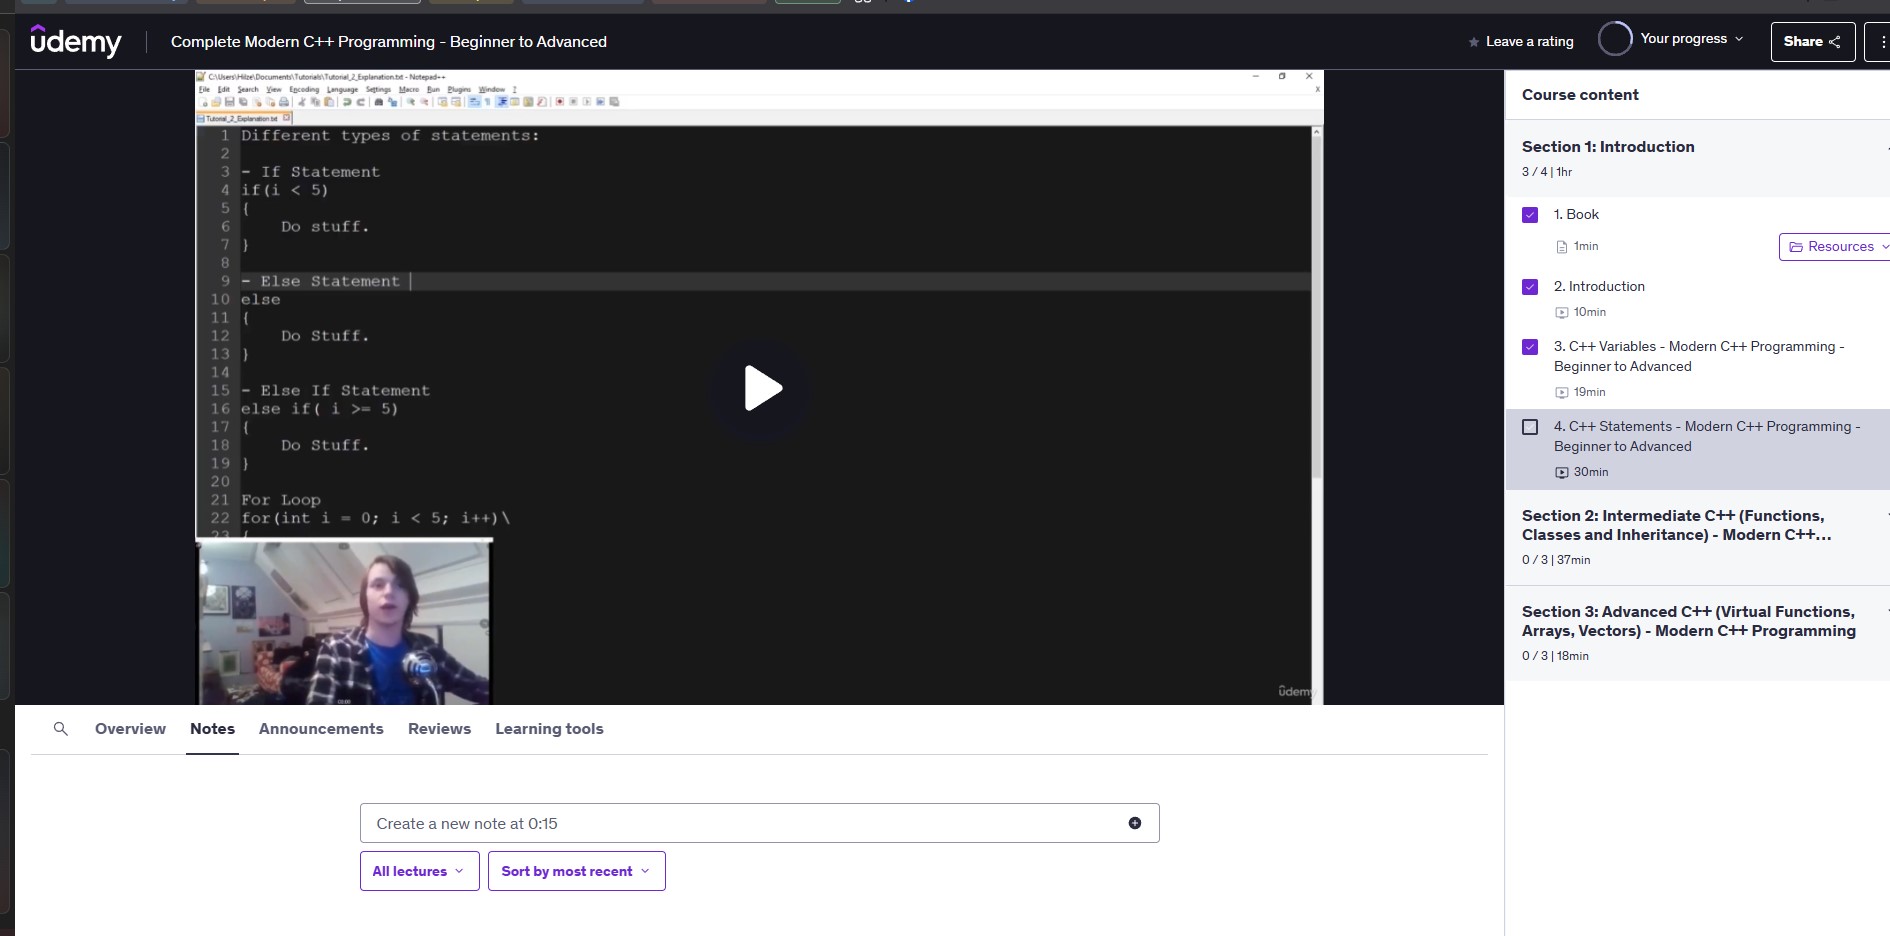 ûdemy
Complete Modern C++ Programming - Beginner to Advanced
Leave a rating
Your progress
Share
C:\Users\Hilze\Documents\Tutorials\Tutorial_2_Explanation.txt - Notepad++
File Edit Search View Encoding Language Settings Macro Run Plugins Window ?
Tutorial_2_Explanation.txt
1 Different types of statements:
2
3 - If Statement
4 if(i < 5)
5 {
6 Do stuff.
7 }
8
9 - Else Statement
10 else
11 {
12 Do Stuff.
13 }
14
15 - Else If Statement
16 else if( i >= 5)
17 {
18 Do Stuff.
19 }
20
21 For Loop
22 for(int i = 0; i < 5; i++)\
23 {
ûdemy
Overview
Notes
Announcements
Reviews
Learning tools
Create a new note at 0:15
All lectures
Sort by most recent
Course content
Section 1: Introduction
3 / 4 | 1hr
1. Book
1min
Resources
2. Introduction
10min
3. C++ Variables - Modern C++ Programming -
Beginner to Advanced
19min
4. C++ Statements - Modern C++ Programming -
Beginner to Advanced
30min
Section 2: Intermediate C++ (Functions,
Classes and Inheritance) - Modern C++...
0 / 3 | 37min
Section 3: Advanced C++ (Virtual Functions,
Arrays, Vectors) - Modern C++ Programming
0 / 3 | 18min